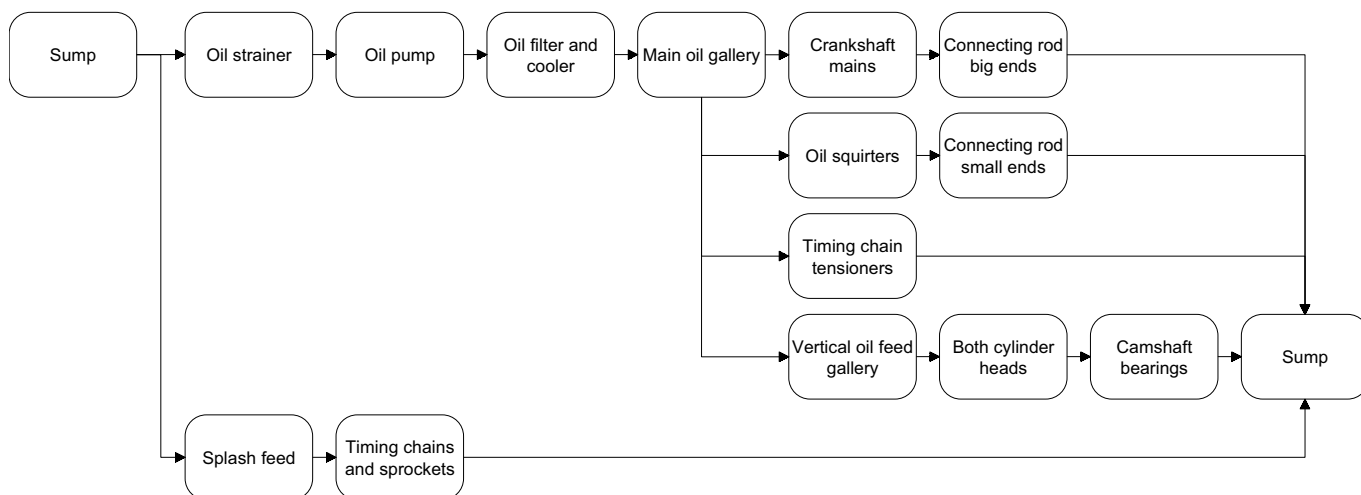 Sump
Oil strainer
Oil pump
Oil filter and
cooler
Main oil gallery
Crankshaft
mains
Connecting rod
big ends
Oil squirters
Connecting rod
small ends
Timing chain
tensioners
Vertical oil feed
gallery
Both cylinder
heads
Camshaft
bearings
Sump
Splash feed
Timing chains
and sprockets